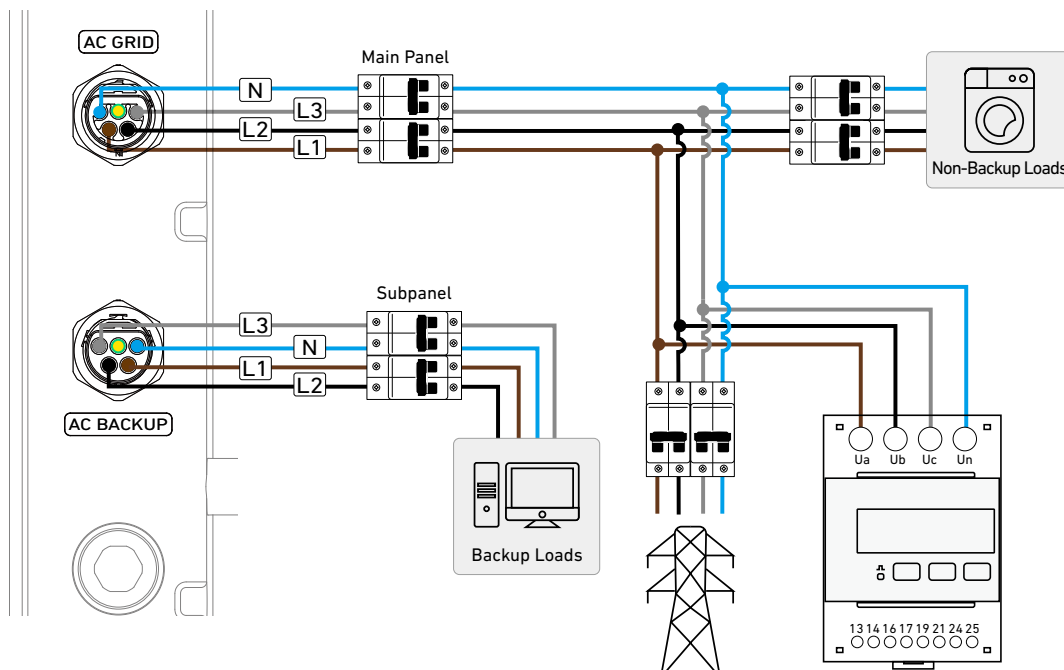 AC GRID
Main Panel
N
L3
L2
L1
Non-Backup Loads
Subpanel
L3
N
L1
L2
AC BACKUP
Ua Ub Uc Un
Backup Loads
13 14 16 17 19 21 24 25